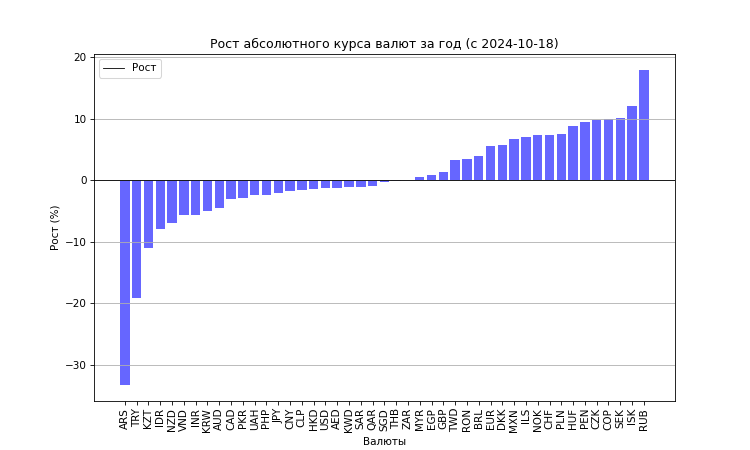 Рост абсолютного курса валют за год (с 2024-10-18)
Рост
20
10
0
−10
−20
−30
Рост (%)
ARS TRY KZT IDR NZD VND INR KRW AUD CAD PKR UAH PHP JPY CNY CLP HKD USD AED KWD SAR QAR SGD THB ZAR MYR EGP GBP TWD RON BRL EUR DKK MXN ILS NOK CHF PLN HUF PEN CZK COP SEK ISK RUB
Валюты